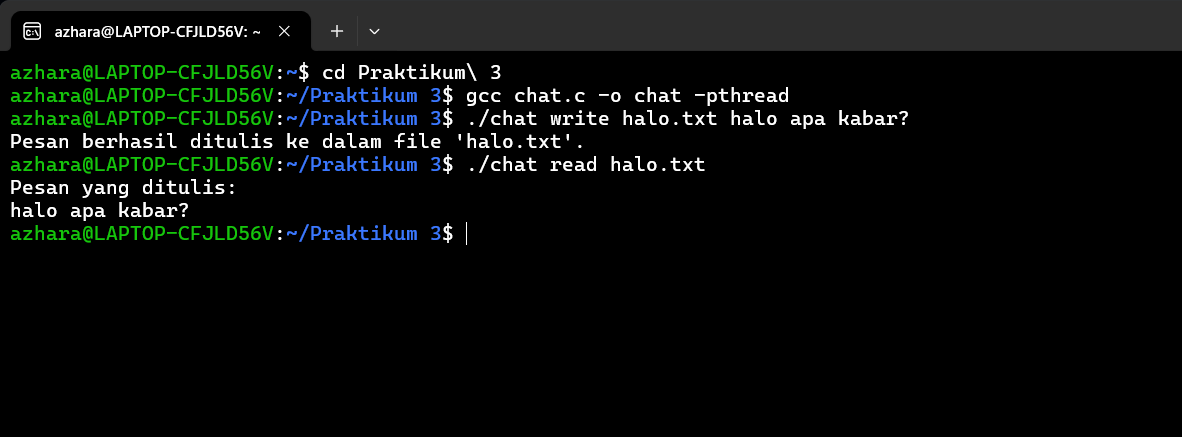 azhara@LAPTOP-CFJLD56V: ~
azhara@LAPTOP-CFJLD56V:~$ cd Praktikum\ 3
azhara@LAPTOP-CFJLD56V:~/Praktikum 3$ gcc chat.c -o chat -pthread
azhara@LAPTOP-CFJLD56V:~/Praktikum 3$ ./chat write halo.txt halo apa kabar?
Pesan berhasil ditulis ke dalam file 'halo.txt'.
azhara@LAPTOP-CFJLD56V:~/Praktikum 3$ ./chat read halo.txt
Pesan yang ditulis:
halo apa kabar?
azhara@LAPTOP-CFJLD56V:~/Praktikum 3$